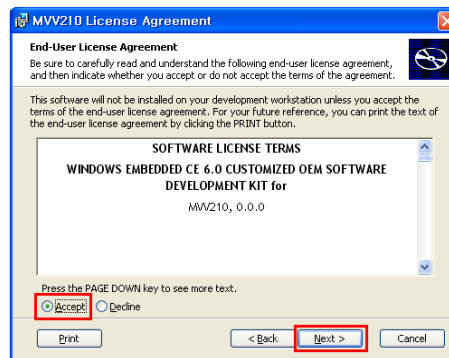 MVV210 License Agreement
End-User License Agreement
Be sure to carefully read and understand the following end-user license agreement,
and then indicate whether you accept or do not accept the terms of the agreement.
This software will not be installed on your development workstation unless you accept the
terms of the end-user license agreement. For your future reference, you can print the text of
the end-user license agreement by clicking the PRINT button.
SOFTWARE LICENSE TERMS
WINDOWS EMBEDDED CE 6.0 CUSTOMIZED OEM SOFTWARE
DEVELOPMENT KIT for
MVV210, 0.0.0
Press the PAGE DOWN key to see more text.
Accept Decline
Print < Back Next > Cancel